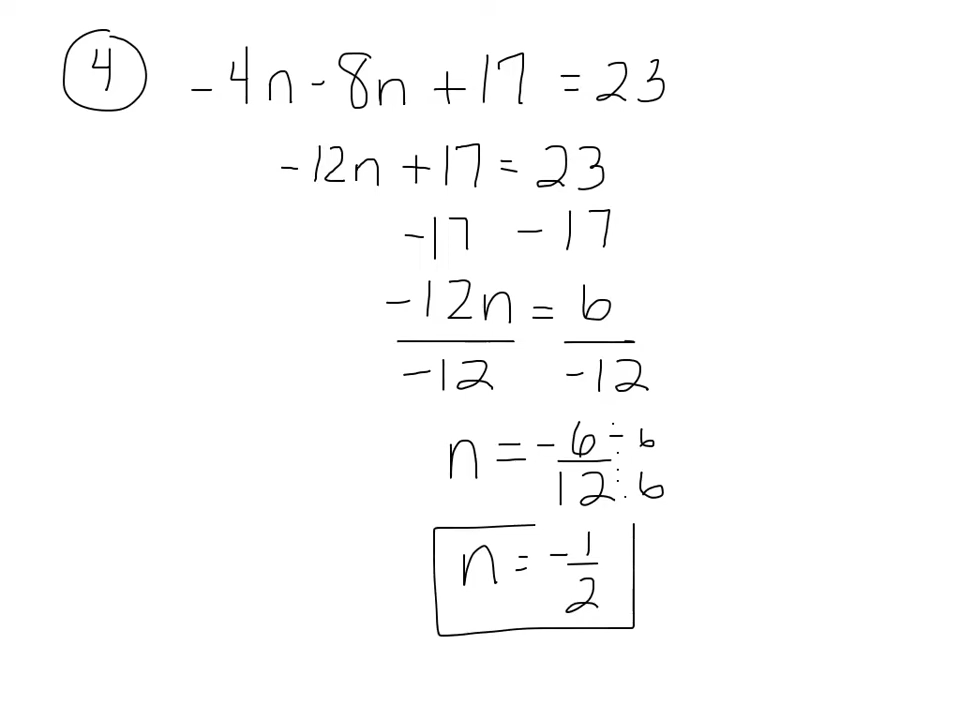 4 -4n - 8n + 17 = 23
-12n + 17 = 23
-17 - 17
-12n = 6
-12 -12
n = - 6 ÷ 6
12 ÷ 6
n = - 1
2